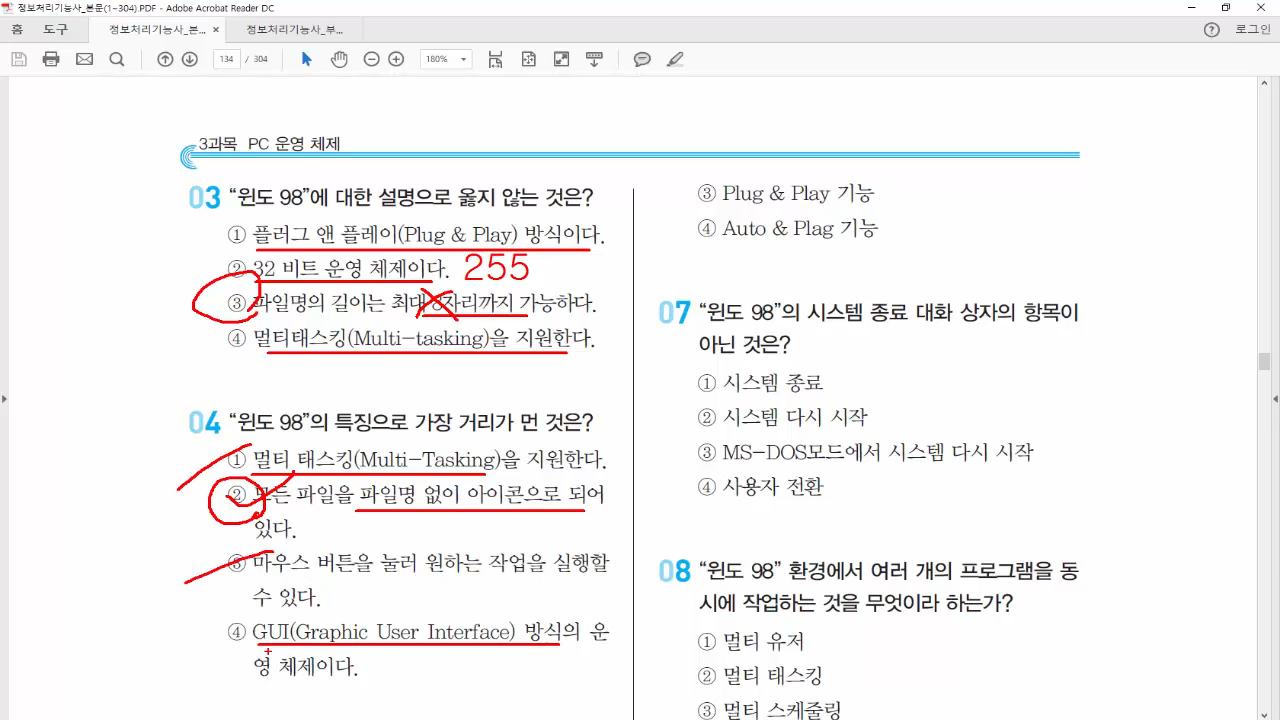 정보처리기능사_본문(1~304).PDF - Adobe Acrobat Reader DC
홈 도구 정보처리기능사_본... × 정보처리기능사_부... 로그인
134 / 304 180%
3과목 PC 운영 체제
03 “윈도 98”에 대한 설명으로 옳지 않는 것은?
① 플러그 앤 플레이(Plug & Play) 방식이다.
② 32 비트 운영 체제이다. 255
③ 파일명의 길이는 최대 자리까지 가능하다.
④ 멀티태스킹(Multi-tasking)을 지원한다.
04 “윈도 98”의 특징으로 가장 거리가 먼 것은?
① 멀티 태스킹(Multi-Tasking)을 지원한다.
② 모든 파일을 파일명 없이 아이콘으로 되어
있다.
③ 마우스 버튼을 눌러 원하는 작업을 실행할
수 있다.
④ GUI(Graphic User Interface) 방식의 운
영 체제이다.
③ Plug & Play 기능
④ Auto & Plag 기능
07 “윈도 98”의 시스템 종료 대화 상자의 항목이
아닌 것은?
① 시스템 종료
② 시스템 다시 시작
③ MS-DOS모드에서 시스템 다시 시작
④ 사용자 전환
08 “윈도 98” 환경에서 여러 개의 프로그램을 동
시에 작업하는 것을 무엇이라 하는가?
① 멀티 유저
② 멀티 태스킹
③ 멀티 스케줄링